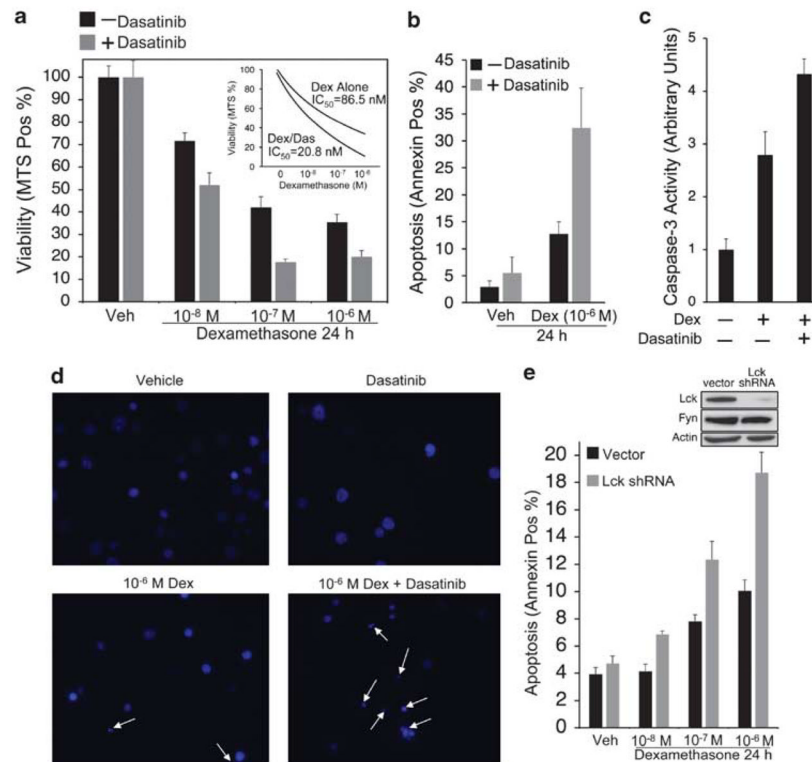 a
− Dasatinib
+ Dasatinib
Viability (MTS Pos %)
100
90
80
70
60
50
40
30
20
10
0
Veh
10-8 M
10-7 M
10-6 M
Dexamethasone 24 h
Viability (MTS Pos %)
100
80
60
40
20
0
Dex Alone
IC50=86.5 nM
Dex/Das
IC50=20.8 nM
0
10-8
10-7
10-6
Dexamethasone (M)
b
− Dasatinib
+ Dasatinib
Apoptosis (Annexin Pos %)
45
40
35
30
25
20
15
10
5
0
Veh
Dex (10-6 M)
24 h
c
Caspase-3 Activity (Arbitrary Units)
5
4
3
2
1
0
Dex − + +
Dasatinib − − +
d
Vehicle
Dasatinib
10-6 M Dex
10-6 M Dex + Dasatinib
e
vector
Lck
shRNA
Lck
Fyn
Actin
Vector
Lck shRNA
Apoptosis (Annexin Pos %)
20
18
16
14
12
10
8
6
4
2
0
Veh
10-8 M
10-7 M
10-6 M
Dexamethasone 24 h